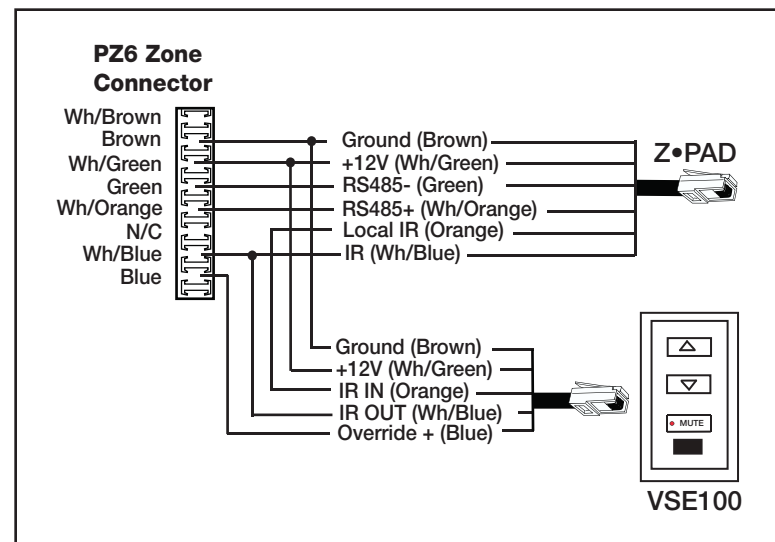 PZ6 Zone
Connector
Wh/Brown
Brown
Wh/Green
Green
Wh/Orange
N/C
Wh/Blue
Blue
Ground (Brown)
+12V (Wh/Green)
RS485- (Green)
RS485+ (Wh/Orange)
Local IR (Orange)
IR (Wh/Blue)
Z•PAD
Ground (Brown)
+12V (Wh/Green)
IR IN (Orange)
IR OUT (Wh/Blue)
Override + (Blue)
MUTE
VSE100